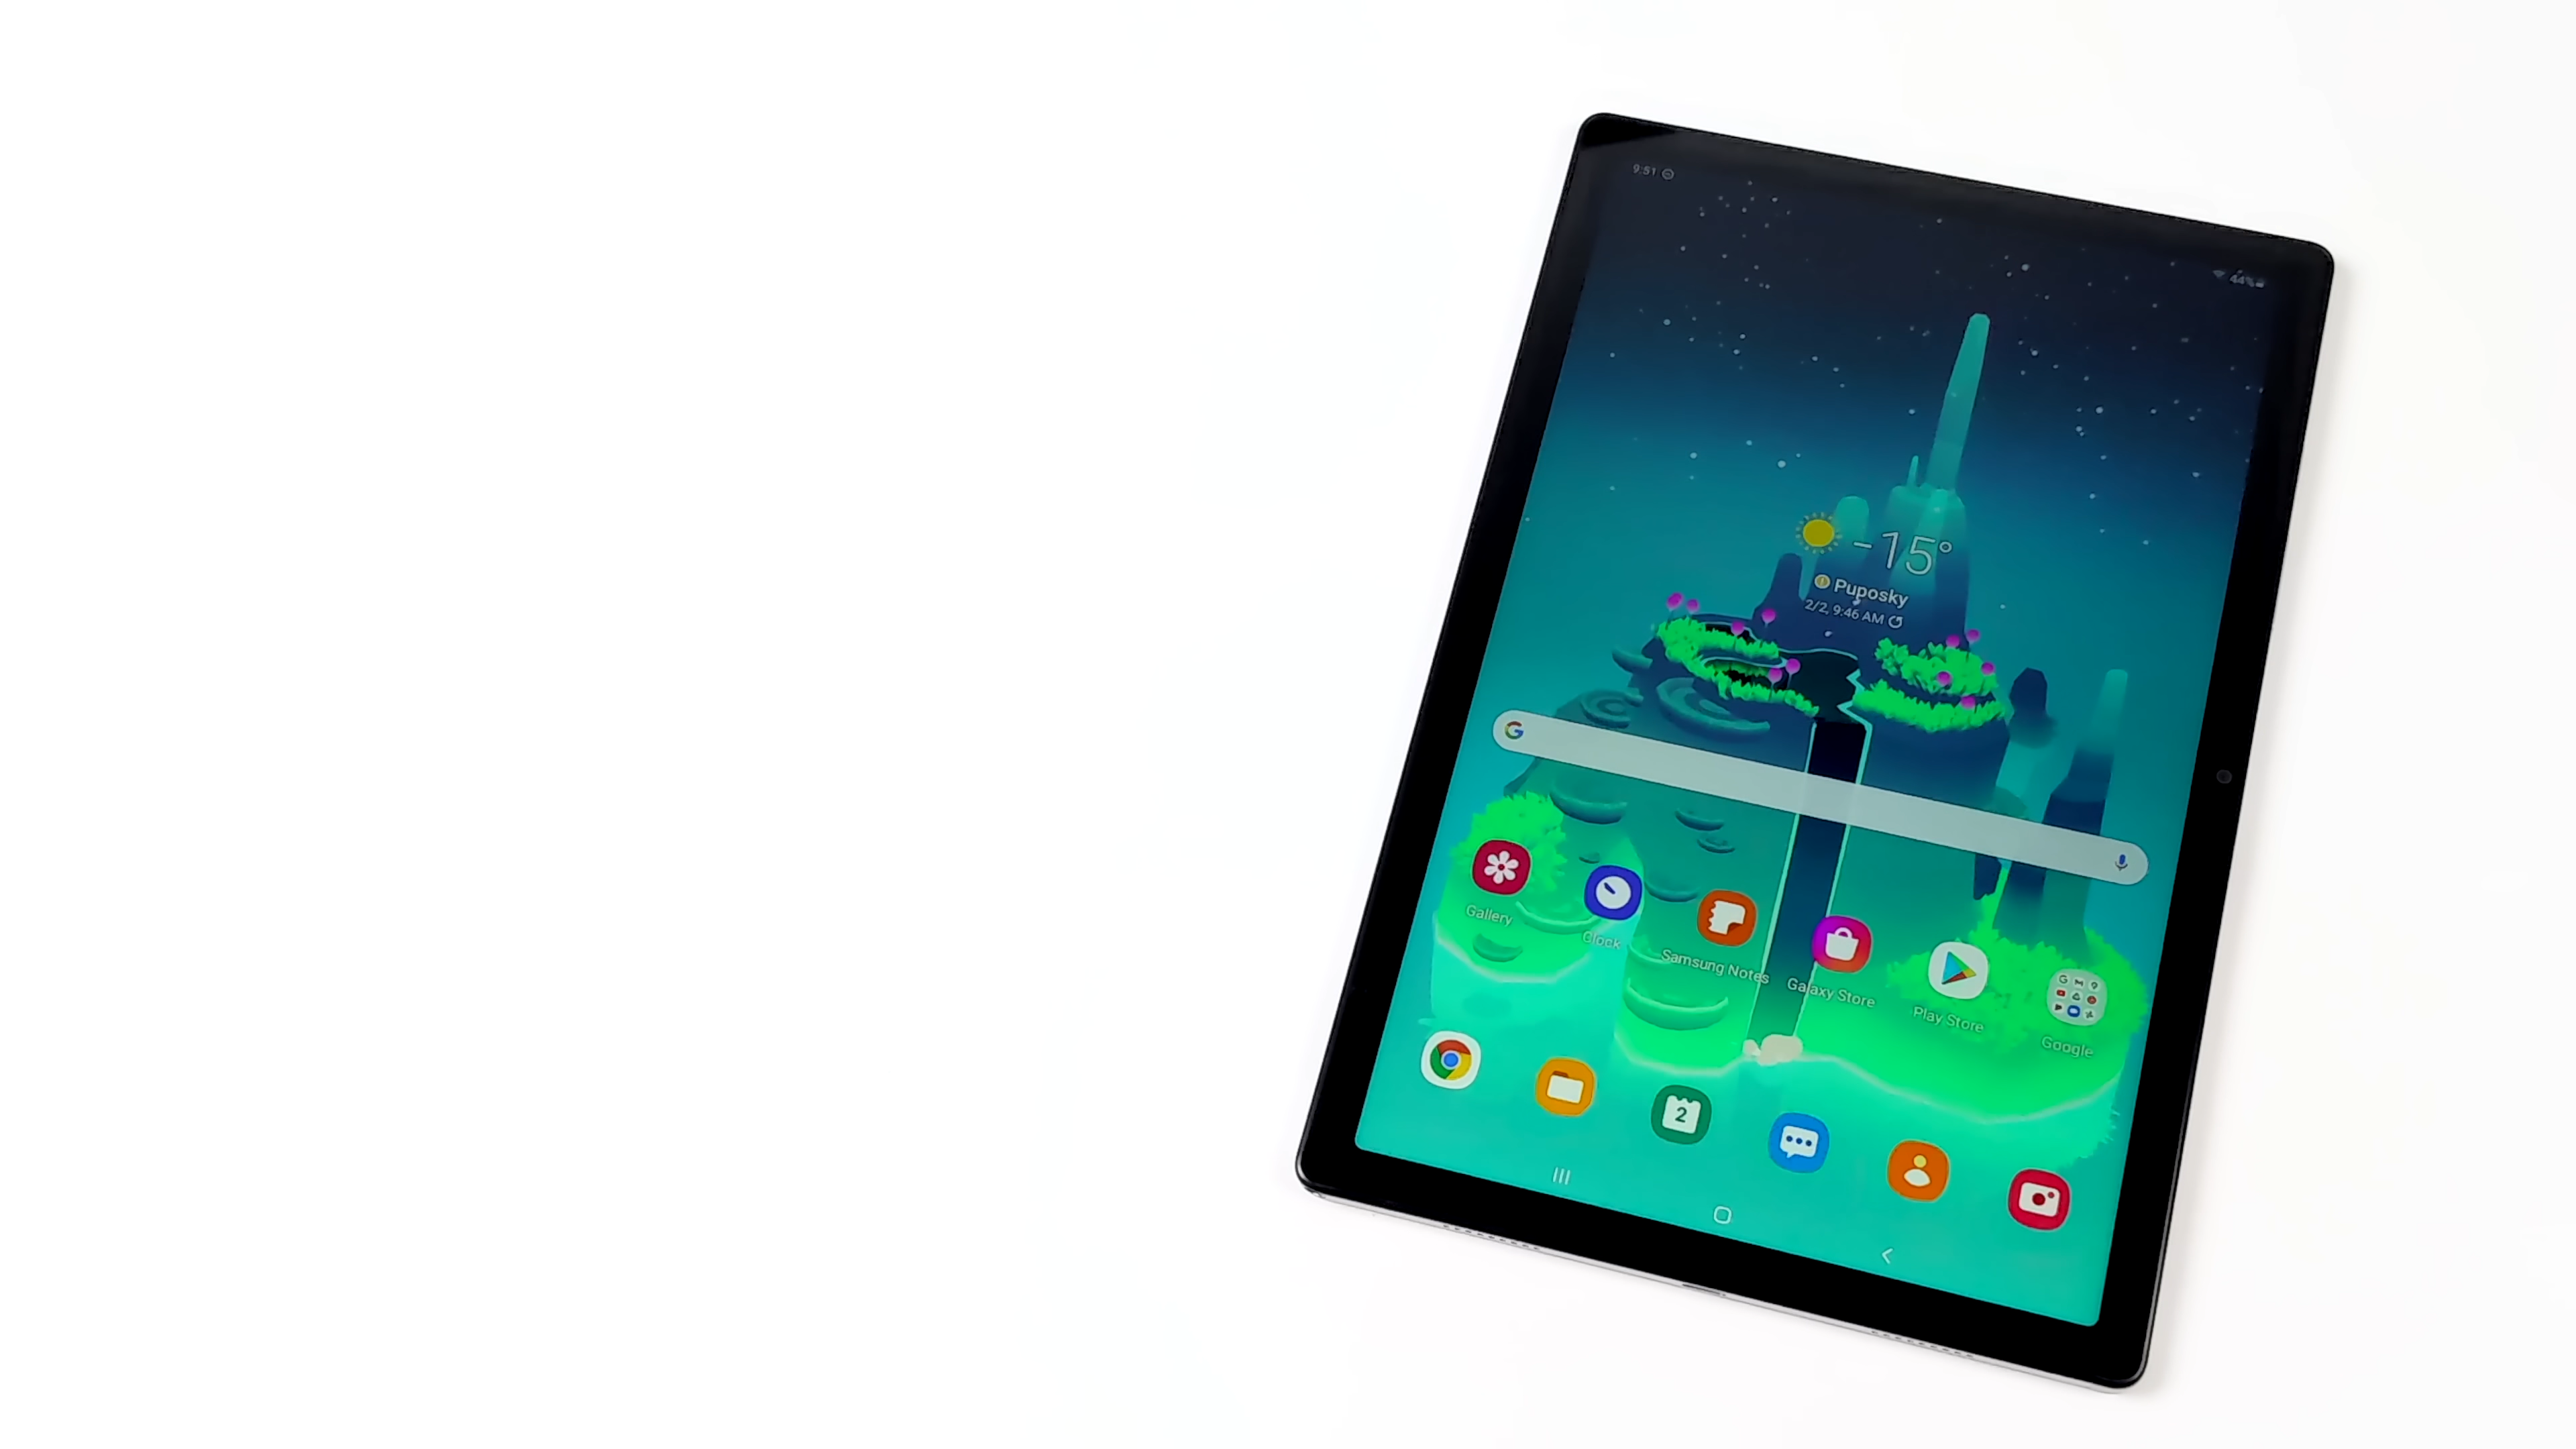 9:51
44%
-15°
Puposky
2/2, 9:46 AM
G
Gallery
Clock
Samsung Notes
Galaxy Store
Play Store
Google
2